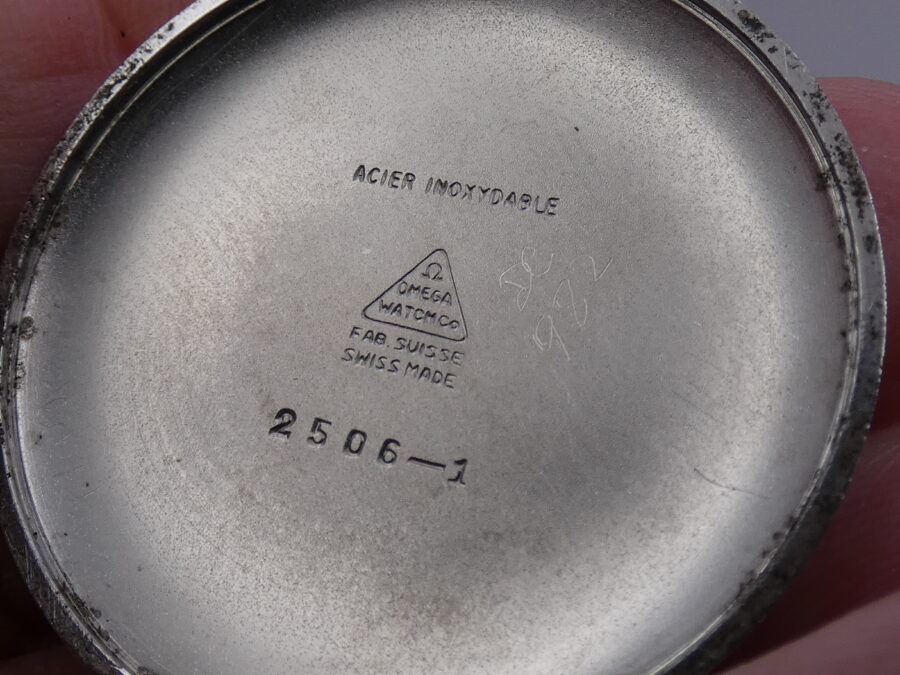 ACIER INOXYDABLE
Ω
OMEGA
WATCH Co
FAB. SUISSE
SWISS MADE
2506-1